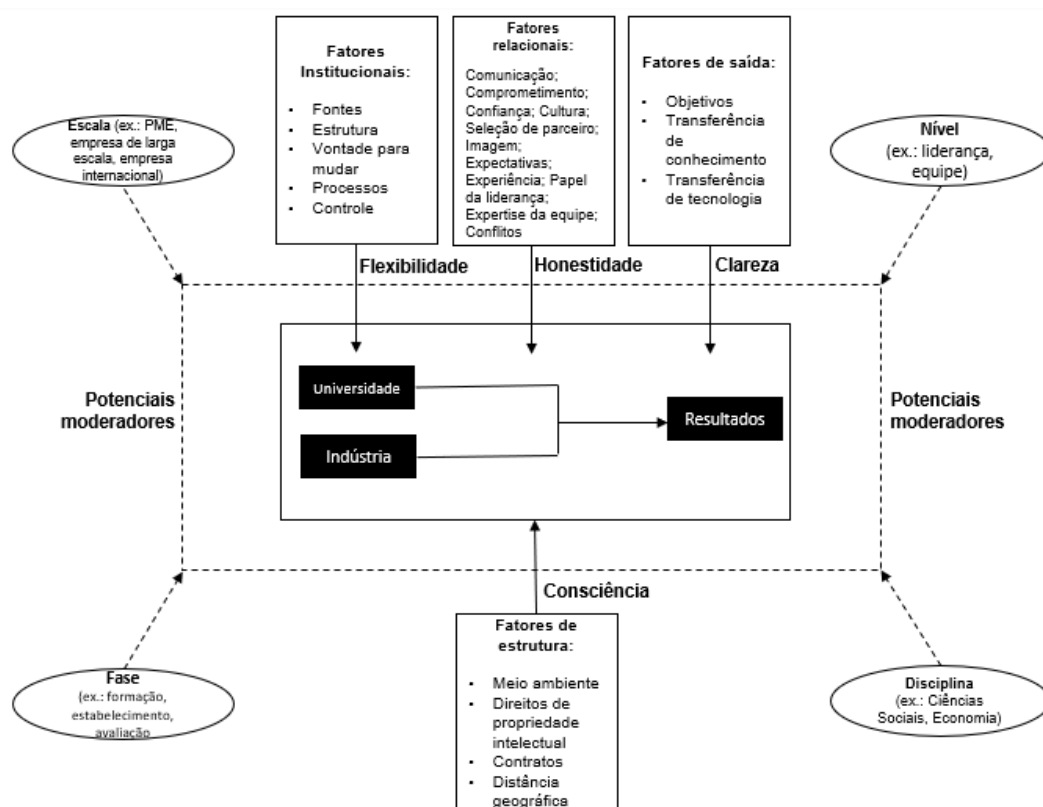 Fatores
Institucionais:
• Fontes
• Estrutura
• Vontade para
mudar
• Processos
• Controle
Fatores
relacionais:
Comunicação;
Comprometimento;
Confiança; Cultura;
Seleção de parceiro;
Imagem;
Expectativas;
Experiência; Papel
da liderança;
Expertise da equipe;
Conflitos
Fatores de saída:
• Objetivos
• Transferência
de
conhecimento
• Transferência
de tecnologia
Escala (ex.: PME,
empresa de larga
escala, empresa
internacional)
Nível
(ex.: liderança,
equipe)
Flexibilidade
Honestidade
Clareza
Potenciais
moderadores
Universidade
Indústria
Resultados
Potenciais
moderadores
Consciência
Fatores de
estrutura:
• Meio ambiente
• Direitos de
propriedade
intelectual
• Contratos
• Distância
geográfica
Fase
(ex.: formação,
estabelecimento,
avaliação
Disciplina
(ex.: Ciências
Sociais, Economia)